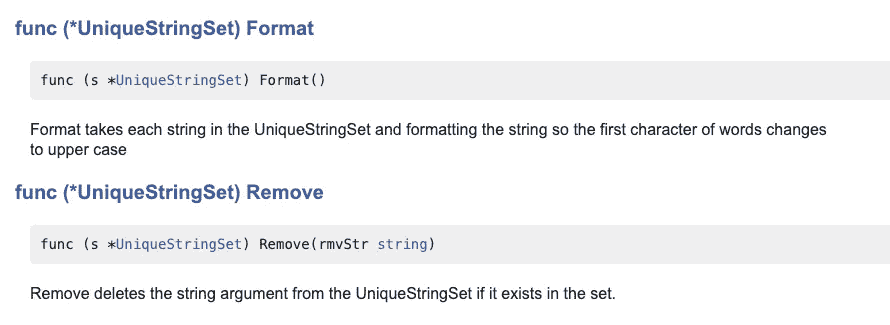 func (*UniqueStringSet) Format
func (s *UniqueStringSet) Format()
Format takes each string in the UniqueStringSet and formatting the string so the first character of words changes
to upper case
func (*UniqueStringSet) Remove
func (s *UniqueStringSet) Remove(rmvStr string)
Remove deletes the string argument from the UniqueStringSet if it exists in the set.